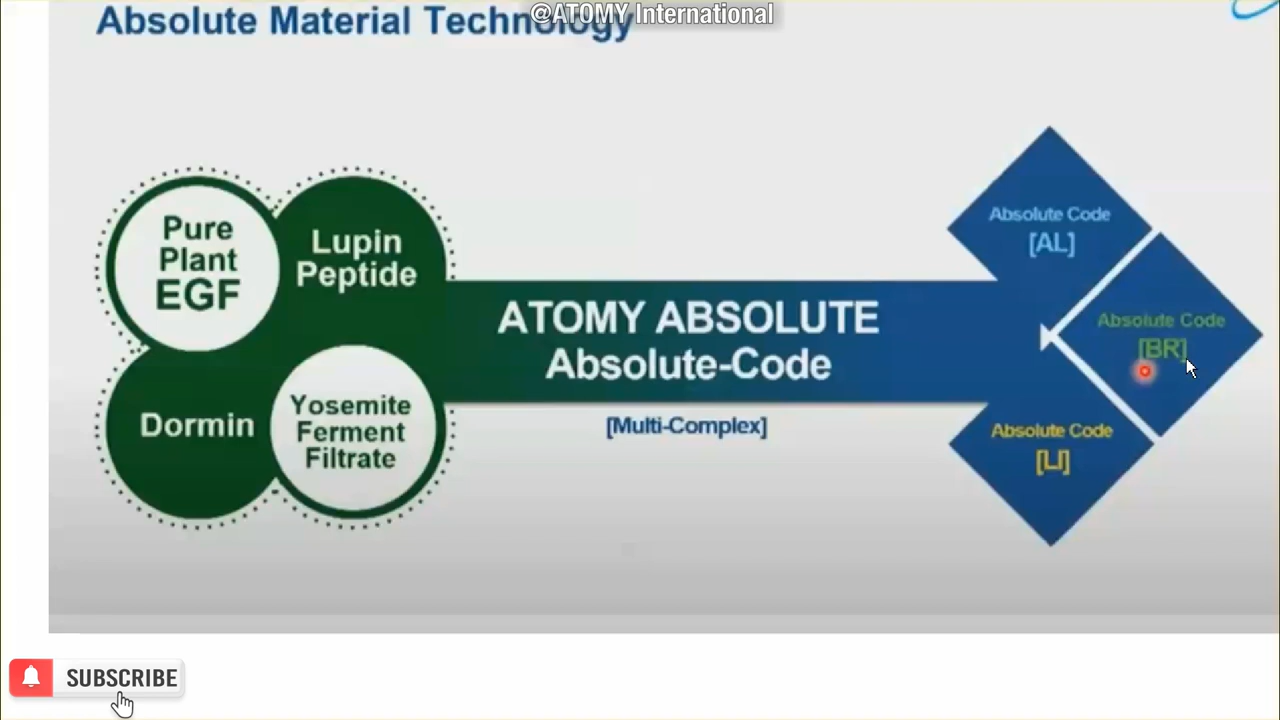 @ATOMY International
Absolute Material Technology
Pure
Plant
EGF
Lupin
Peptide
Dormin
Yosemite
Ferment
Filtrate
ATOMY ABSOLUTE
Absolute-Code
[Multi-Complex]
Absolute Code
[AL]
Absolute Code
[BR]
Absolute Code
[LI]
SUBSCRIBE